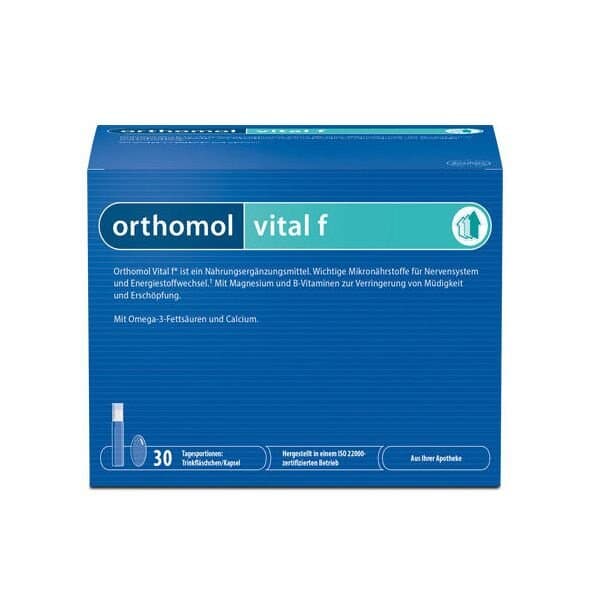 orthomol vital f
orthomol vital f
Orthomol Vital f® ist ein Nahrungsergänzungsmittel. Wichtige Mikronährstoffe für Nervensystem
und Energiestoffwechsel.¹ Mit Magnesium und B-Vitaminen zur Verringerung von Müdigkeit
und Erschöpfung.
Mit Omega-3-Fettsäuren und Calcium.
30 Tagesportionen:
Trinkfläschchen/Kapsel
Hergestellt in einem ISO 22000-
zertifizierten Betrieb
Aus Ihrer Apotheke